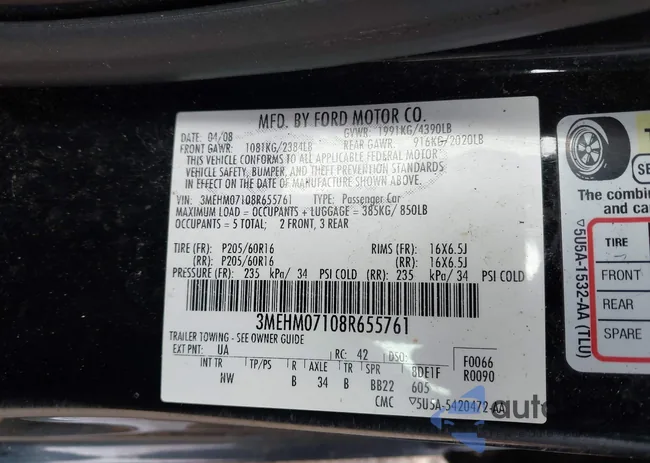 MFD. BY FORD MOTOR CO.
DATE: 04/08 GVWR: 1991KG/4390LB
FRONT GAWR: 1081KG/2384LB REAR GAWR: 916KG/2020LB
THIS VEHICLE CONFORMS TO ALL APPLICABLE FEDERAL MOTOR
VEHICLE SAFETY, BUMPER, AND THEFT PREVENTION STANDARDS
IN EFFECT ON THE DATE OF MANUFACTURE SHOWN ABOVE.
VIN: 3MEHM07108R655761 TYPE: Passenger Car
MAXIMUM LOAD = OCCUPANTS + LUGGAGE = 385KG/ 850LB
OCCUPANTS = 5 TOTAL; 2 FRONT, 3 REAR
TIRE (FR): P205/60R16 RIMS (FR): 16X6.5J
(RR): P205/60R16 (RR): 16X6.5J
PRESSURE (FR): 235 kPa/ 34 PSI COLD (RR): 235 kPa/ 34 PSI COLD
3MEHM07108R655761
TRAILER TOWING - SEE OWNER GUIDE
EXT PNT: UA RC: 42 DSO: F0066
INT TR TP/PS R AXLE TR SPR 8DE1F R0090
NW B 34 B BB22 605
CMC ▽5U5A-5420472-AA
The combin
TIRE
FRONT
REAR
SPARE
▽5U5A-1532-AA (TLU)